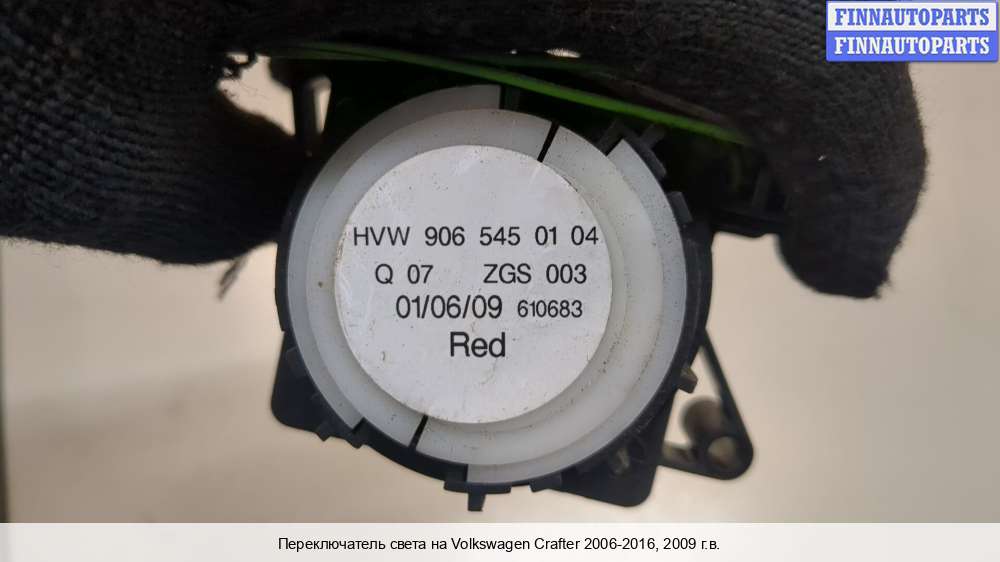 FINNAUTOPARTS
FINNAUTOPARTS
HVW 906 545 01 04
Q 07 ZGS 003
01/06/09 610683
Red
Переключатель света на Volkswagen Crafter 2006-2016, 2009 г.в.